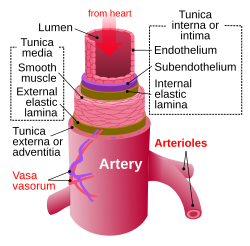 from heart
Lumen
Tunica
media
Smooth
muscle
External
elastic
lamina
Tunica
externa or
adventitia
Vasa
vasorum
Tunica
interna or
intima
Endothelium
Subendothelium
Internal
elastic
lamina
Artery
Arterioles